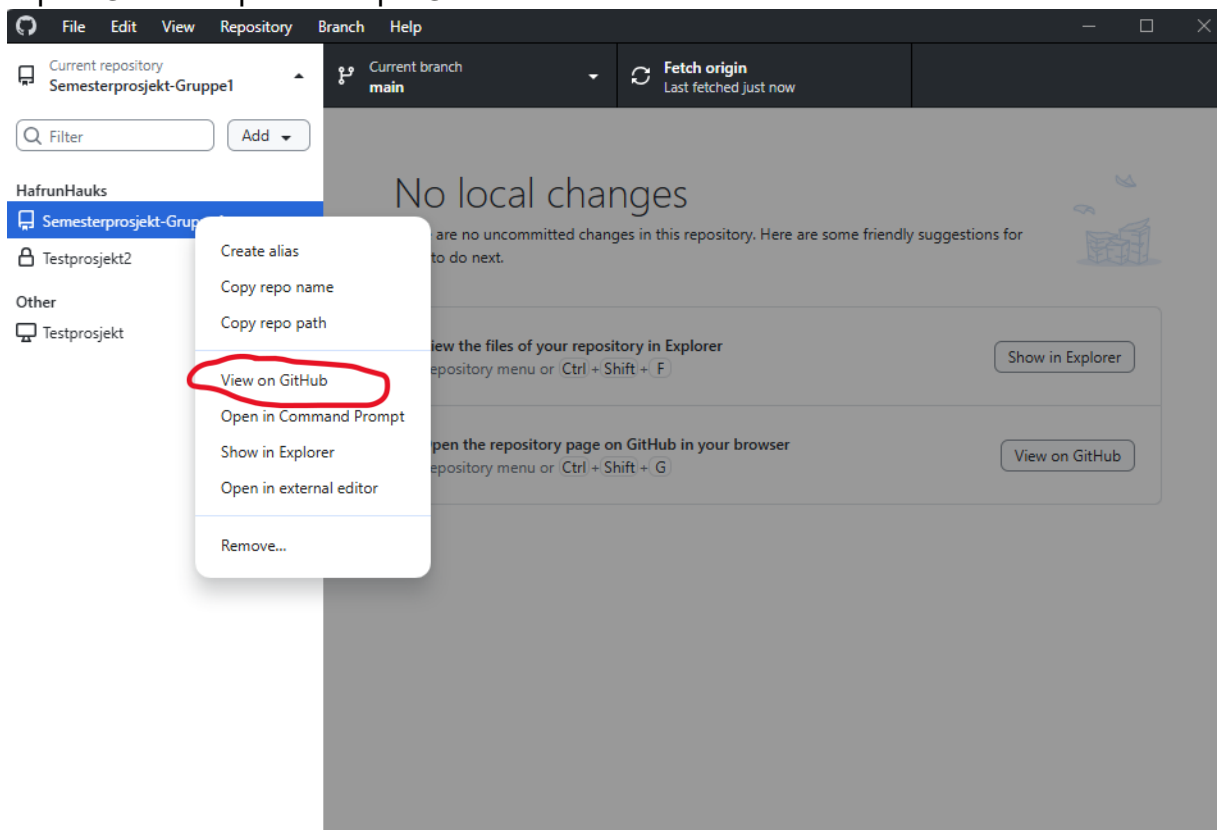 File Edit View Repository Branch Help
Current repository
Semesterprosjekt-Gruppe1
Current branch
main
Fetch origin
Last fetched just now
Filter
Add
HafrunHauks
Semesterprosjekt-Grup
Testprosjekt2
Other
Testprosjekt
Create alias
Copy repo name
Copy repo path
View on GitHub
Open in Command Prompt
Show in Explorer
Open in external editor
Remove...
No local changes
are no uncommitted changes in this repository. Here are some friendly suggestions for
to do next.
iew the files of your repository in Explorer
epository menu or Ctrl + Shift + F
Show in Explorer
pen the repository page on GitHub in your browser
epository menu or Ctrl + Shift + G
View on GitHub